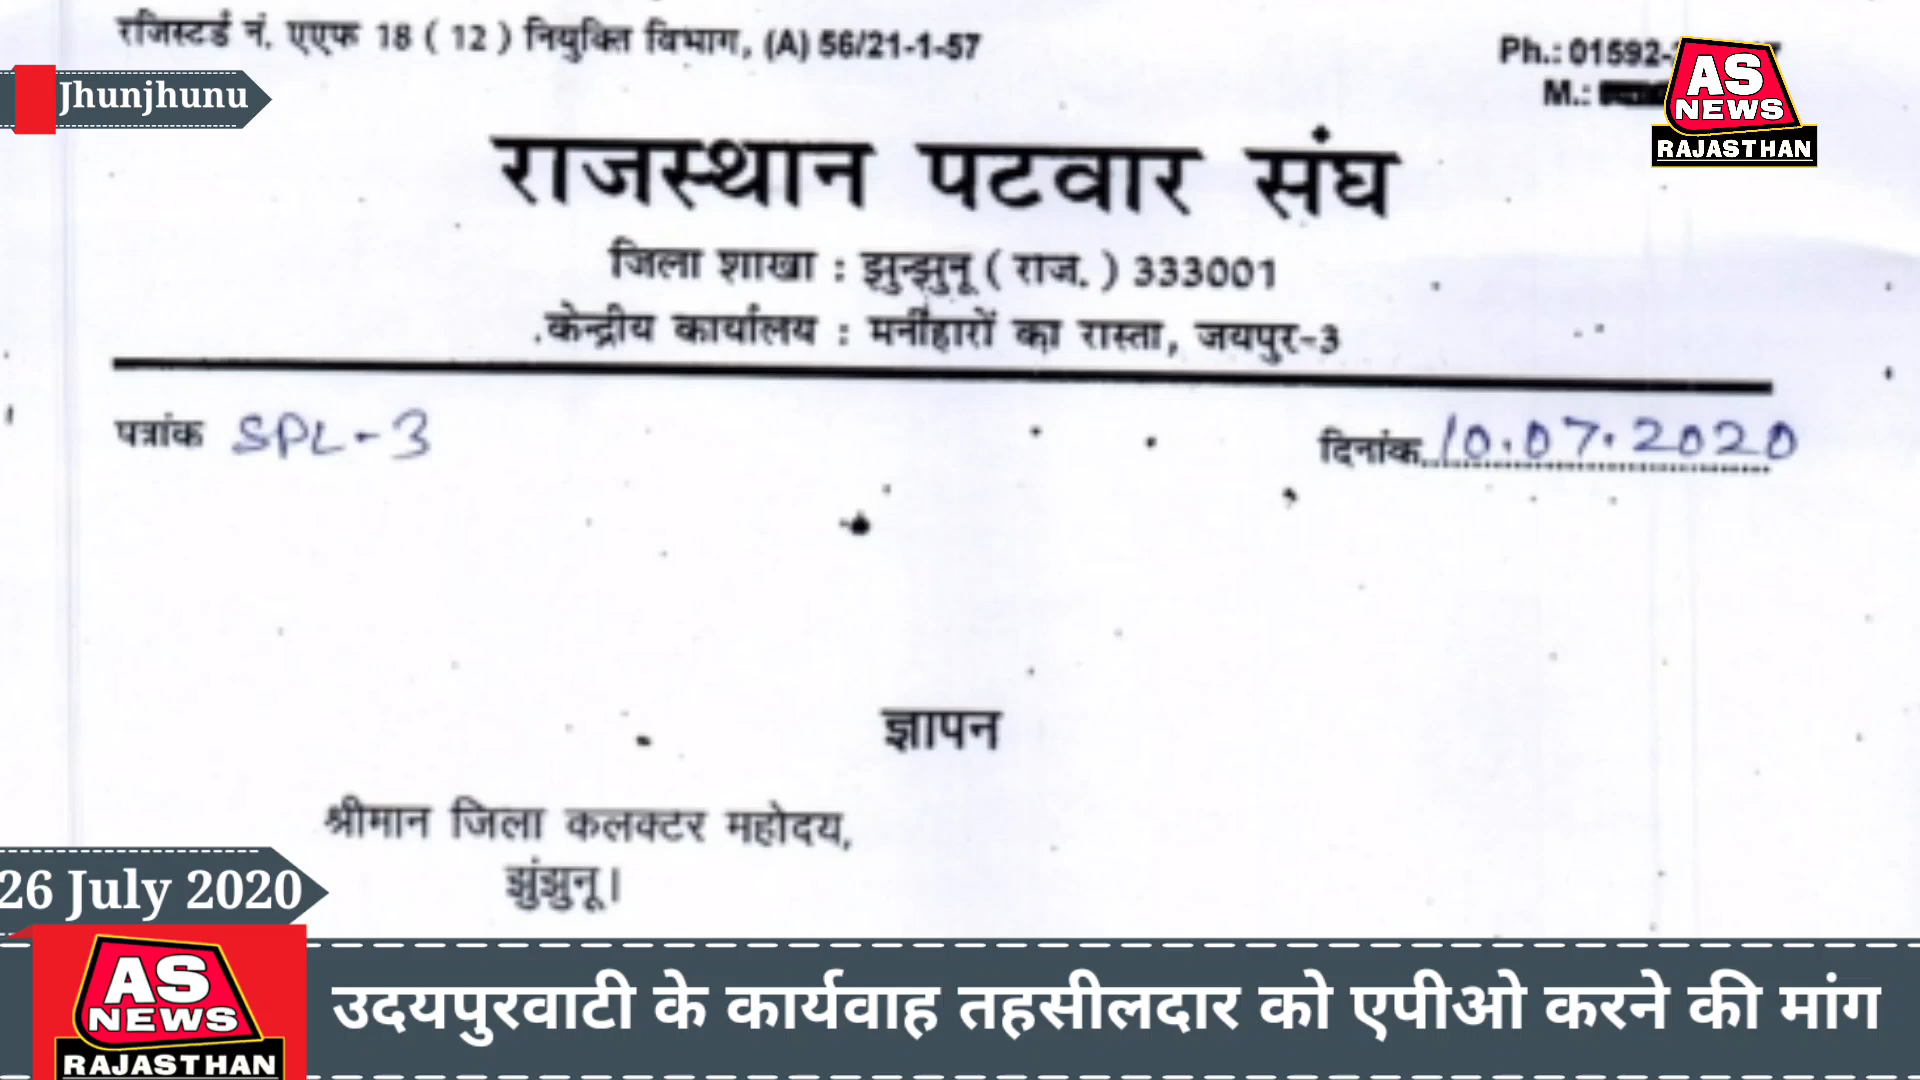 रजिस्टर्ड नं. एएफ 18 ( 12 ) नियुक्ति विभाग, (A) 56/21-1-57
Ph.: 01592-
M.:
Jhunjhunu
AS
NEWS
RAJASTHAN
राजस्थान पटवार संघ
जिला शाखा : झुन्झुनू ( राज. ) 333001
केन्द्रीय कार्यालय : मनीहारों का रास्ता, जयपुर-3
पत्रांक SPL-3
दिनांक 10.07.2020
ज्ञापन
श्रीमान जिला कलक्टर महोदय,
झुंझुनू।
26 July 2020
AS
NEWS
RAJASTHAN
उदयपुरवाटी के कार्यवाह तहसीलदार को एपीओ करने की मांग